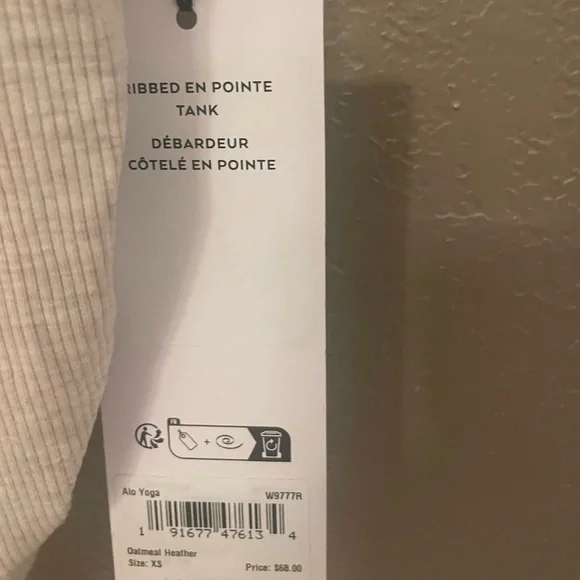 RIBBED EN POINTE
TANK
DÉBARDEUR
CÔTELÉ EN POINTE
FR
+
Alo Yoga W9777R
1 91677 47613 4
Oatmeal Heather
Size: XS Price: $68.00